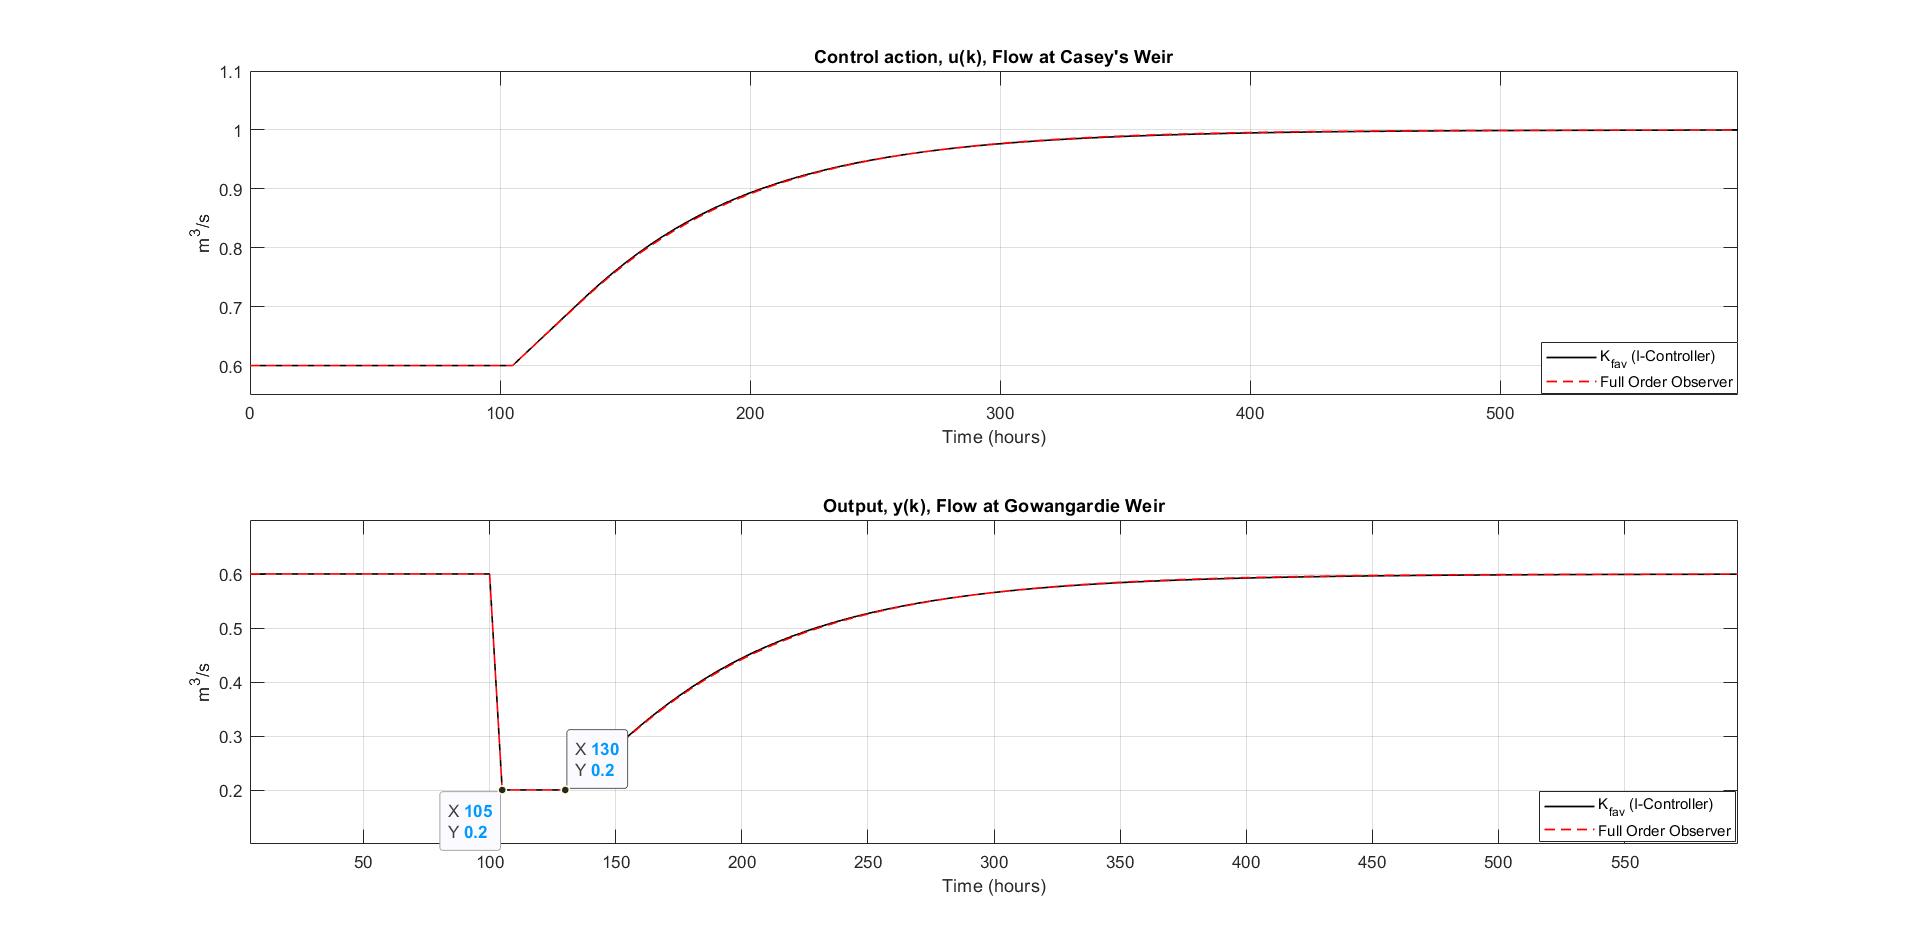 Control action, u(k), Flow at Casey's Weir
1.1
1
0.9
0.8
0.7
0.6
m³/s
K_fav (I-Controller)
Full Order Observer
0 100 200 300 400 500
Time (hours)
Output, y(k), Flow at Gowangardie Weir
0.6
0.5
0.4
0.3
0.2
m³/s
X 130
Y 0.2
X 105
Y 0.2
K_fav (I-Controller)
Full Order Observer
50 100 150 200 250 300 350 400 450 500 550
Time (hours)